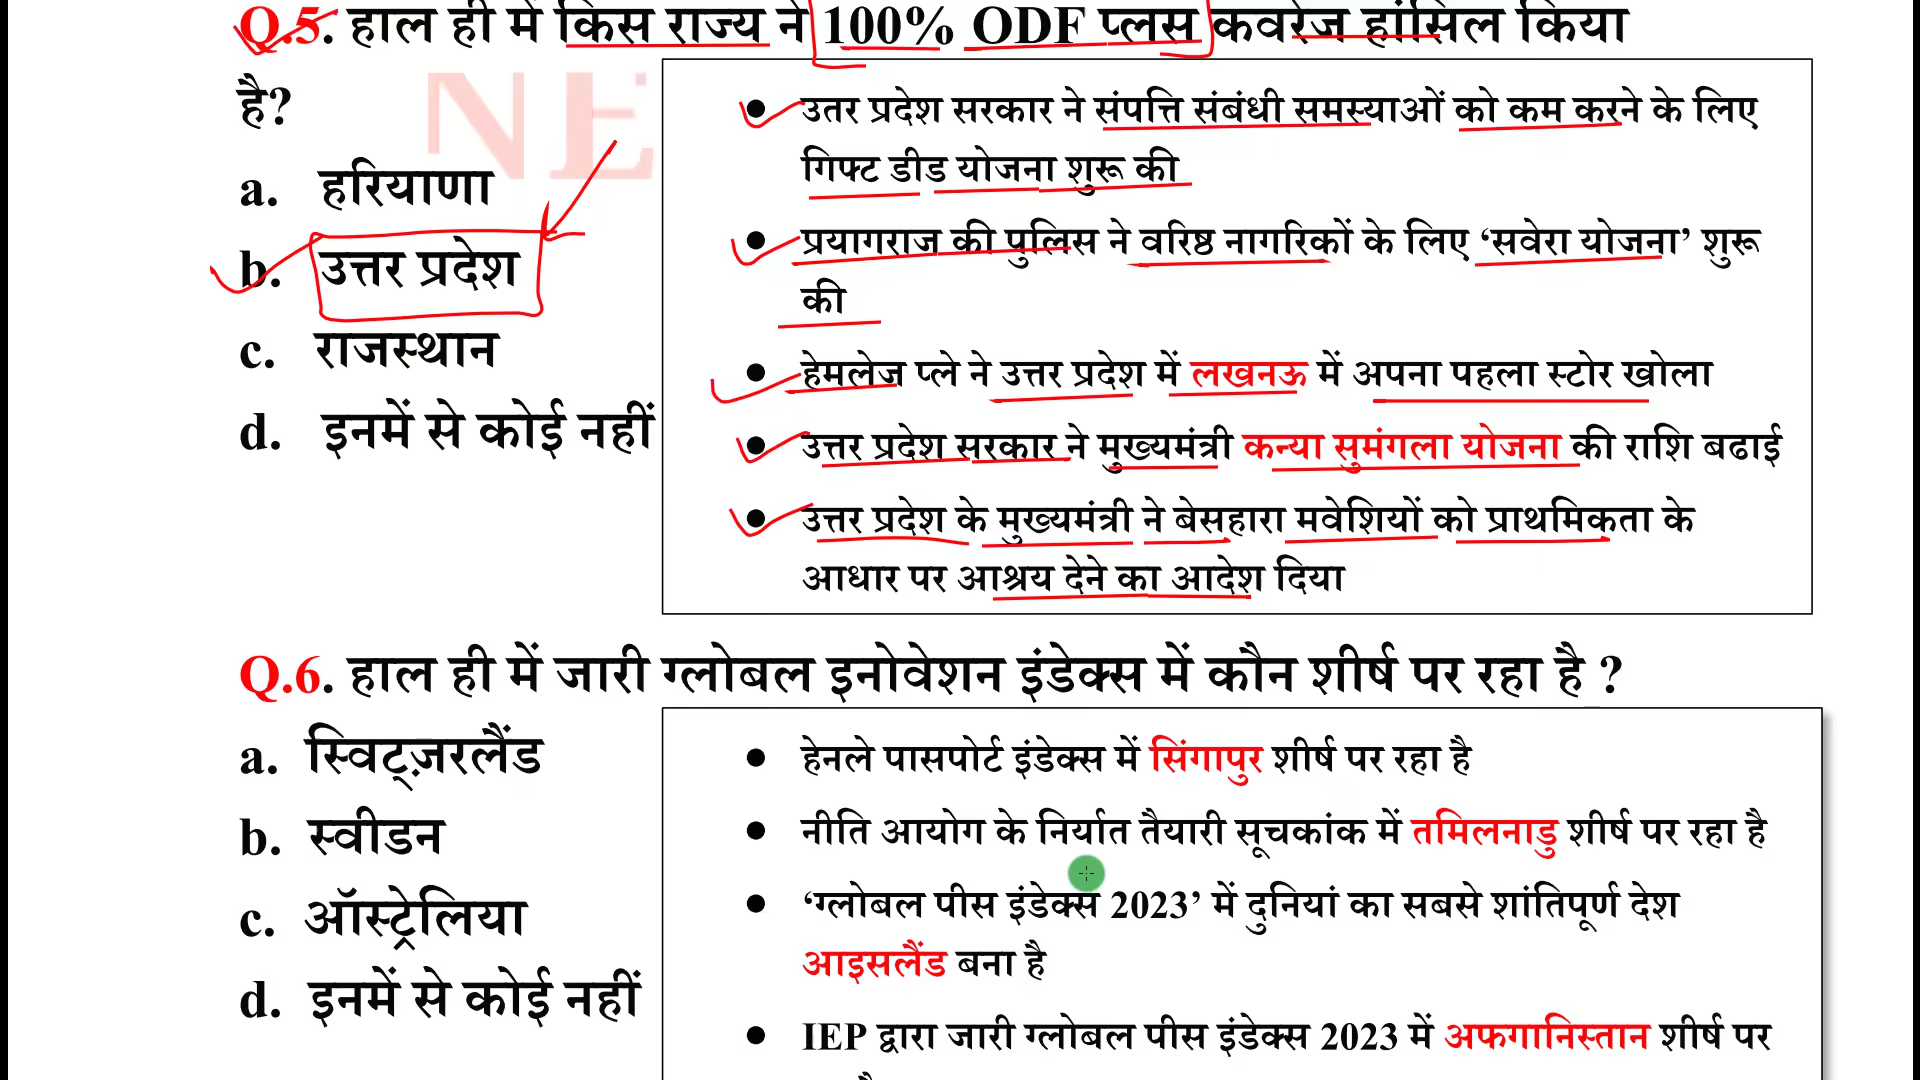 Q.5. हाल ही में किस राज्य ने 100% ODF प्लस कवरेज हांसिल किया
है?
NE
a. हरियाणा
b. उत्तर प्रदेश
c. राजस्थान
d. इनमें से कोई नहीं
• उतर प्रदेश सरकार ने संपत्ति संबंधी समस्याओं को कम करने के लिए
गिफ्ट डीड योजना शुरू की
• प्रयागराज की पुलिस ने वरिष्ठ नागरिकों के लिए ‘सवेरा योजना’ शुरू
की
• हेमलेज प्ले ने उत्तर प्रदेश में लखनऊ में अपना पहला स्टोर खोला
• उत्तर प्रदेश सरकार ने मुख्यमंत्री कन्या सुमंगला योजना की राशि बढाई
• उत्तर प्रदेश के मुख्यमंत्री ने बेसहारा मवेशियों को प्राथमिकता के
आधार पर आश्रय देने का आदेश दिया
Q.6. हाल ही में जारी ग्लोबल इनोवेशन इंडेक्स में कौन शीर्ष पर रहा है ?
a. स्विट्ज़रलैंड
b. स्वीडन
c. ऑस्ट्रेलिया
d. इनमें से कोई नहीं
• हेनले पासपोर्ट इंडेक्स में सिंगापुर शीर्ष पर रहा है
• नीति आयोग के निर्यात तैयारी सूचकांक में तमिलनाडु शीर्ष पर रहा है
• ‘ग्लोबल पीस इंडेक्स 2023’ में दुनियां का सबसे शांतिपूर्ण देश
आइसलैंड बना है
• IEP द्वारा जारी ग्लोबल पीस इंडेक्स 2023 में अफगानिस्तान शीर्ष पर